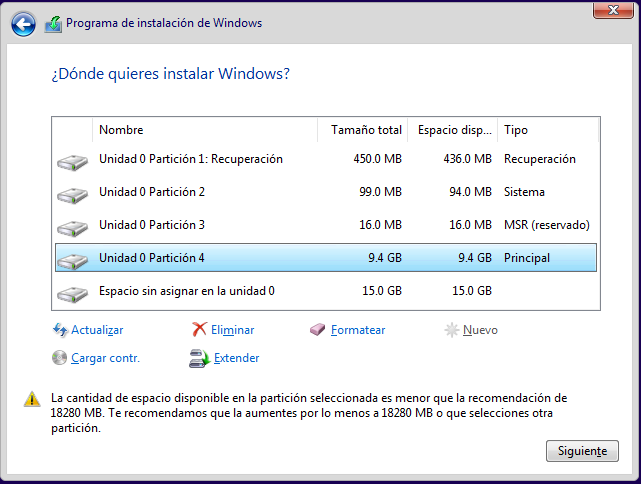 Programa de instalación de Windows
¿Dónde quieres instalar Windows?
Nombre Tamaño total Espacio disp... Tipo
Unidad 0 Partición 1: Recuperación 450.0 MB 436.0 MB Recuperación
Unidad 0 Partición 2 99.0 MB 94.0 MB Sistema
Unidad 0 Partición 3 16.0 MB 16.0 MB MSR (reservado)
Unidad 0 Partición 4 9.4 GB 9.4 GB Principal
Espacio sin asignar en la unidad 0 15.0 GB 15.0 GB
Actualizar Eliminar Formatear Nuevo
Cargar contr. Extender
La cantidad de espacio disponible en la partición seleccionada es menor que la recomendación de
18280 MB. Te recomendamos que la aumentes por lo menos a 18280 MB o que selecciones otra
partición.
Siguiente